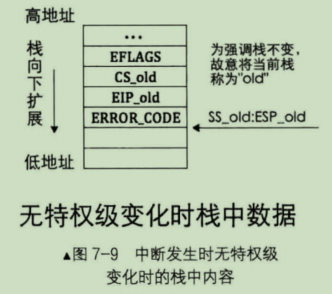 高地址
...
EFLAGS
CS_old
EIP_old
ERROR_CODE
栈向下扩展
低地址
为强调栈不变，
故意将当前栈
称为"old"
SS_old:ESP_old
无特权级变化时栈中数据
▲图 7-9 中断发生时无特权级
变化时的栈中内容